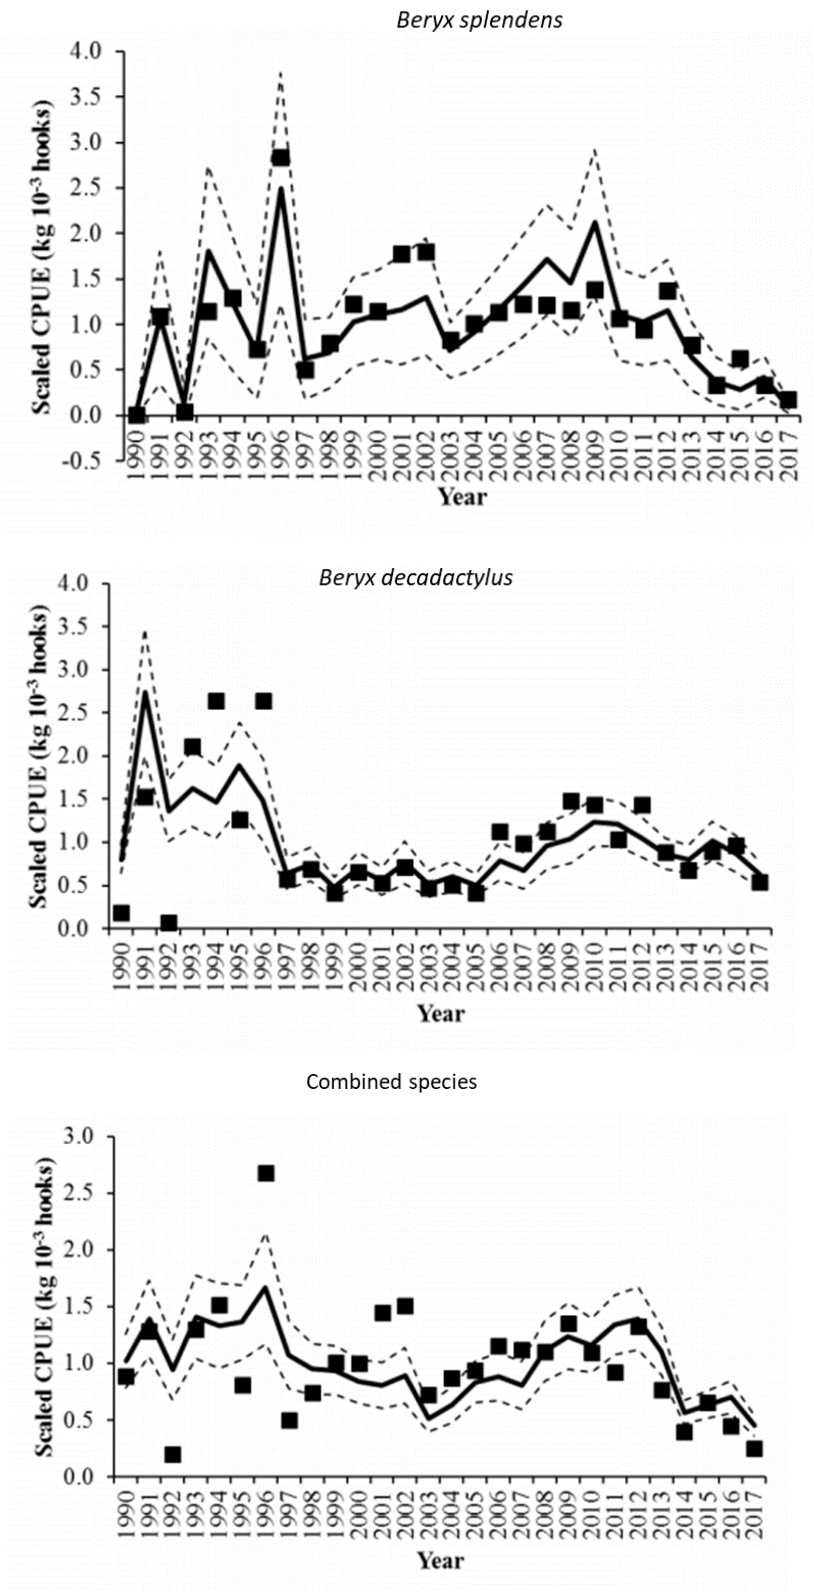 Beryx splendens
Scaled CPUE (kg 10⁻³ hooks)
4.0
3.5
3.0
2.5
2.0
1.5
1.0
0.5
0.0
-0.5
1990 1991 1992 1993 1994 1995 1996 1997 1998 1999 2000 2001 2002 2003 2004 2005 2006 2007 2008 2009 2010 2011 2012 2013 2014 2015 2016 2017
Year
Beryx decadactylus
Scaled CPUE (kg 10⁻³ hooks)
4.0
3.5
3.0
2.5
2.0
1.5
1.0
0.5
0.0
1990 1991 1992 1993 1994 1995 1996 1997 1998 1999 2000 2001 2002 2003 2004 2005 2006 2007 2008 2009 2010 2011 2012 2013 2014 2015 2016 2017
Year
Combined species
Scaled CPUE (kg 10⁻³ hooks)
3.0
2.5
2.0
1.5
1.0
0.5
0.0
1990 1991 1992 1993 1994 1995 1996 1997 1998 1999 2000 2001 2002 2003 2004 2005 2006 2007 2008 2009 2010 2011 2012 2013 2014 2015 2016 2017
Year